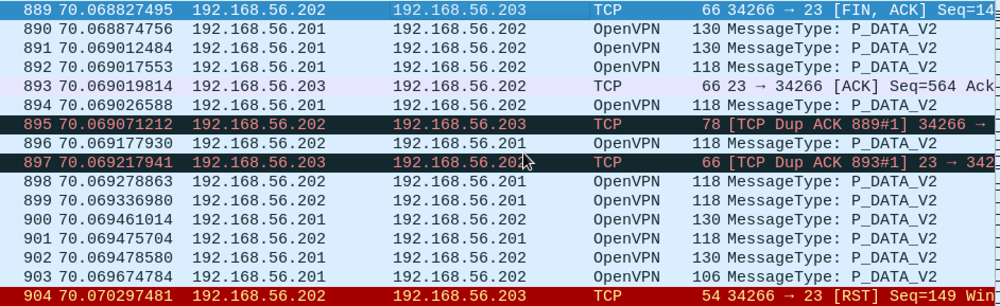 889 70.068827495 192.168.56.202 192.168.56.203 TCP 66 34266 → 23 [FIN, ACK] Seq=14
890 70.068874756 192.168.56.201 192.168.56.202 OpenVPN 130 MessageType: P_DATA_V2
891 70.069012484 192.168.56.201 192.168.56.202 OpenVPN 130 MessageType: P_DATA_V2
892 70.069017553 192.168.56.201 192.168.56.202 OpenVPN 118 MessageType: P_DATA_V2
893 70.069019814 192.168.56.203 192.168.56.202 TCP 66 23 → 34266 [ACK] Seq=564 Ack
894 70.069026588 192.168.56.201 192.168.56.202 OpenVPN 118 MessageType: P_DATA_V2
895 70.069071212 192.168.56.202 192.168.56.203 TCP 78 [TCP Dup ACK 889#1] 34266 →
896 70.069177930 192.168.56.202 192.168.56.201 OpenVPN 118 MessageType: P_DATA_V2
897 70.069217941 192.168.56.203 192.168.56.202 TCP 66 [TCP Dup ACK 893#1] 23 → 342
898 70.069278863 192.168.56.202 192.168.56.201 OpenVPN 118 MessageType: P_DATA_V2
899 70.069336980 192.168.56.202 192.168.56.201 OpenVPN 118 MessageType: P_DATA_V2
900 70.069461014 192.168.56.201 192.168.56.202 OpenVPN 130 MessageType: P_DATA_V2
901 70.069475704 192.168.56.202 192.168.56.201 OpenVPN 118 MessageType: P_DATA_V2
902 70.069478580 192.168.56.201 192.168.56.202 OpenVPN 130 MessageType: P_DATA_V2
903 70.069674784 192.168.56.201 192.168.56.202 OpenVPN 106 MessageType: P_DATA_V2
904 70.070297481 192.168.56.202 192.168.56.203 TCP 54 34266 → 23 [RST] Seq=149 Win